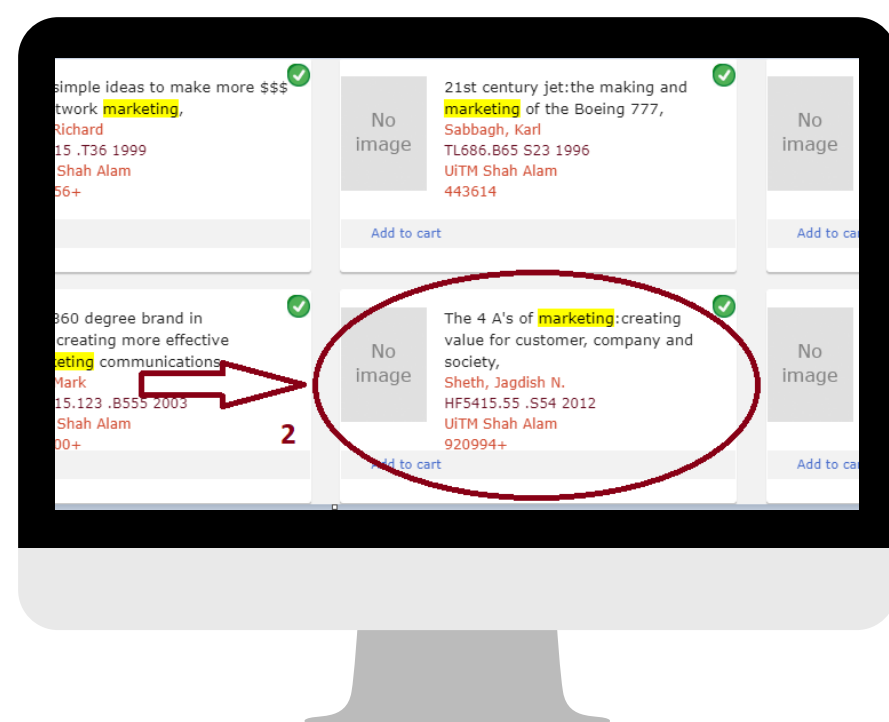 simple ideas to make more $$$
twork marketing,
Richard
15 .T36 1999
Shah Alam
56+
No
image
21st century jet:the making and
marketing of the Boeing 777,
Sabbagh, Karl
TL686.B65 S23 1996
UiTM Shah Alam
443614
Add to cart
No
image
Add to ca
360 degree brand in
creating more effective
keting communications
Mark
15.123 .B555 2003
Shah Alam
00+
2
No
image
The 4 A's of marketing:creating
value for customer, company and
society,
Sheth, Jagdish N.
HF5415.55 .S54 2012
UiTM Shah Alam
920994+
Add to cart
No
image
Add to ca